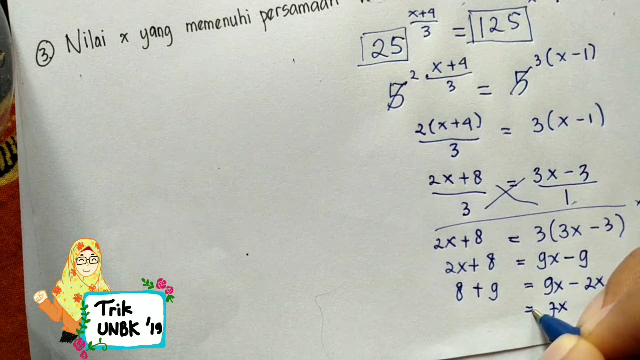 ③ Nilai x yang memenuhi persamaan
25^(x+4)/3 = 125
5^2·(x+4)/3 = 5^3(x-1)
2(x+4)/3 = 3(x-1)
2x+8/3 = 3x-3/1
2x+8 = 3(3x-3)
2x+8 = 9x-9
8+9 = 9x-2x
= 7x
Trik
UNBK '19